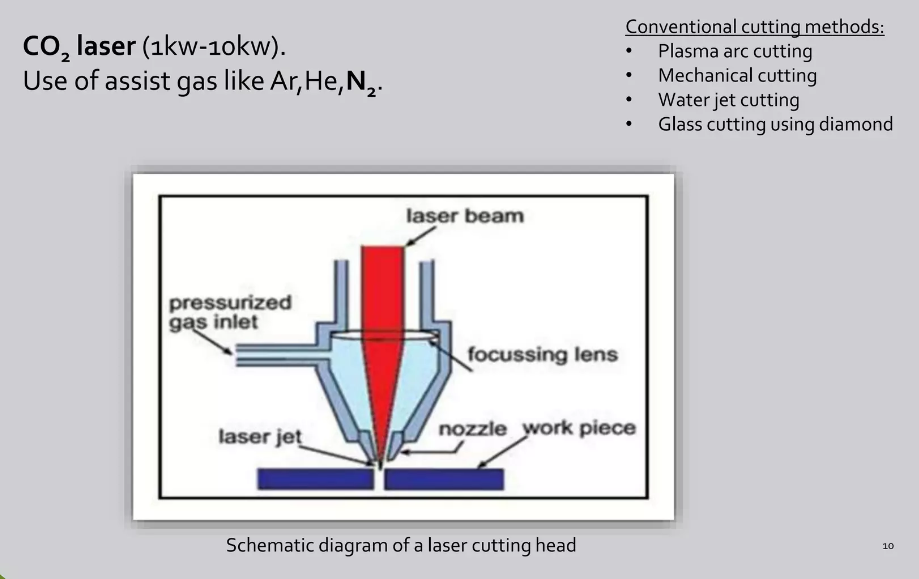 CO₂ laser (1kw-10kw).
Use of assist gas like Ar,He,N₂.
Conventional cutting methods:
• Plasma arc cutting
• Mechanical cutting
• Water jet cutting
• Glass cutting using diamond
laser beam
pressurized
gas inlet
focussing lens
laser jet
nozzle
work piece
Schematic diagram of a laser cutting head
10